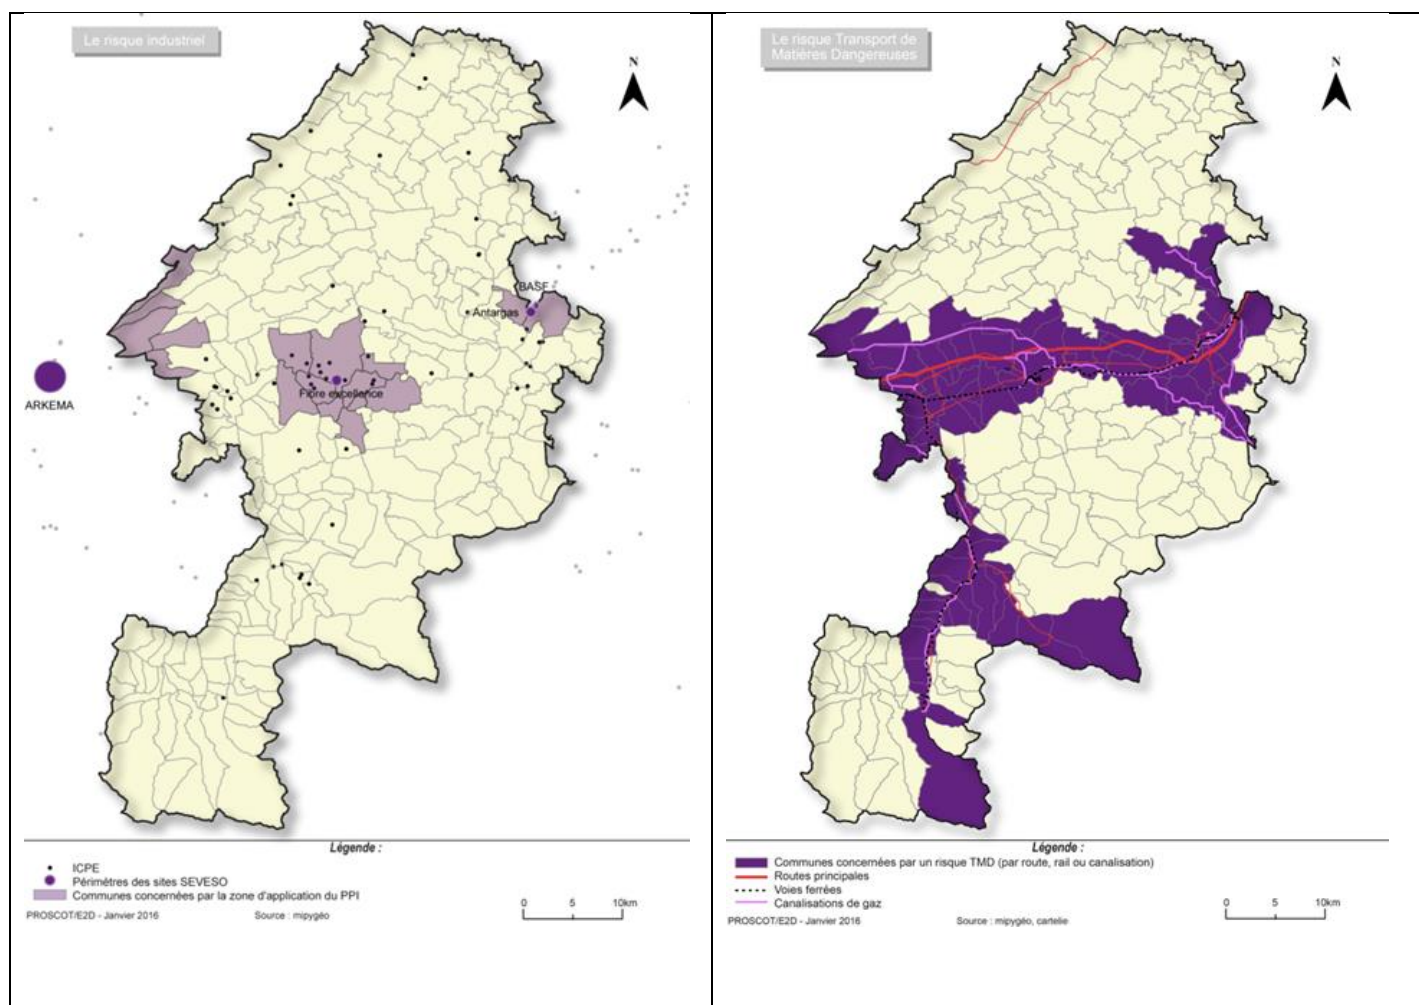 Le risque industriel
N
BASF
Antargas
Fibre excellence
ARKEMA
Légende :
ICPE
Périmètres des sites SEVESO
Communes concernées par la zone d'application du PPI
0 5 10km
PROSCOT/E2D - Janvier 2016 Source : mipygéo
Le risque Transport de
Matières Dangereuses
N
Légende :
Communes concernées par un risque TMD (par route, rail ou canalisation)
Routes principales
Voies ferrées
Canalisations de gaz
0 5 10km
PROSCOT/E2D - Janvier 2016 Source : mipygéo, cartelie